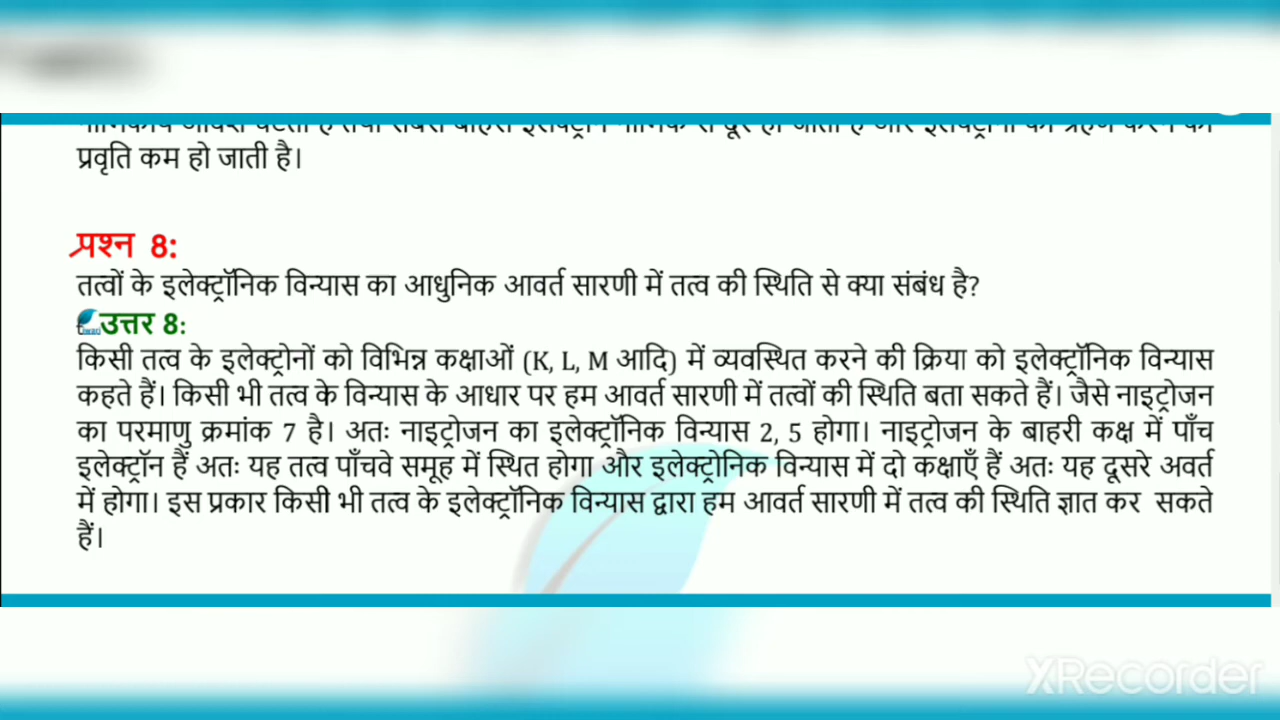 प्रवृति कम हो जाती है।
प्रश्न 8:
तत्वों के इलेक्ट्रॉनिक विन्यास का आधुनिक आवर्त सारणी में तत्व की स्थिति से क्या संबंध है?
उत्तर 8:
किसी तत्व के इलेक्ट्रोनों को विभिन्न कक्षाओं (K, L, M आदि) में व्यवस्थित करने की क्रिया को इलेक्ट्रॉनिक विन्यास
कहते हैं। किसी भी तत्व के विन्यास के आधार पर हम आवर्त सारणी में तत्वों की स्थिति बता सकते हैं। जैसे नाइट्रोजन
का परमाणु क्रमांक 7 है। अतः नाइट्रोजन का इलेक्ट्रॉनिक विन्यास 2, 5 होगा। नाइट्रोजन के बाहरी कक्ष में पाँच
इलेक्ट्रॉन हैं अतः यह तत्व पाँचवे समूह में स्थित होगा और इलेक्ट्रोनिक विन्यास में दो कक्षाएँ हैं अतः यह दूसरे अवर्त
में होगा। इस प्रकार किसी भी तत्व के इलेक्ट्रॉनिक विन्यास द्वारा हम आवर्त सारणी में तत्व की स्थिति ज्ञात कर सकते
हैं।
XRecorder